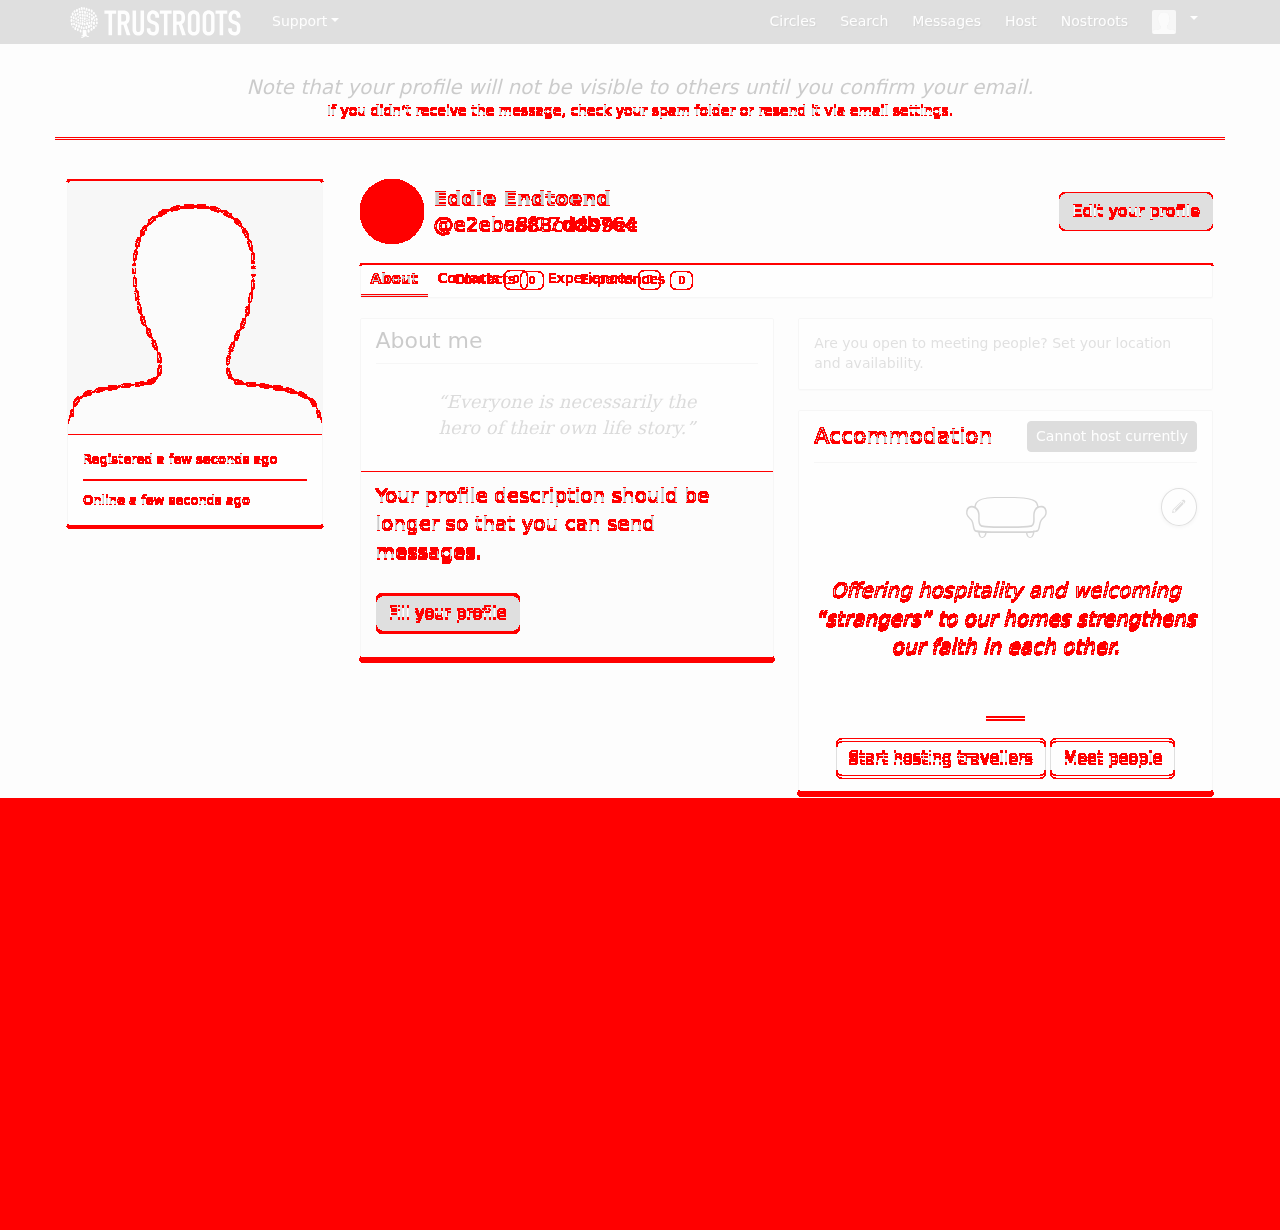 TRUSTROOTS Support Circles Search Messages Host Nostroots
Note that your profile will not be visible to others until you confirm your email.
If you didn't receive the message, check your spam folder or resend it via email settings.
Eddie Endtoend
Edit your profile
About Contacts 0 Experiences 0
About me
“Everyone is necessarily the
hero of their own life story.”
Your profile description should be
longer so that you can send
messages.
Fill your profile
Registered a few seconds ago
Online a few seconds ago
Are you open to meeting people? Set your location
and availability.
Accommodation Cannot host currently
Offering hospitality and welcoming
“strangers” to our homes strengthens
our faith in each other.
Start hosting travellers Meet people